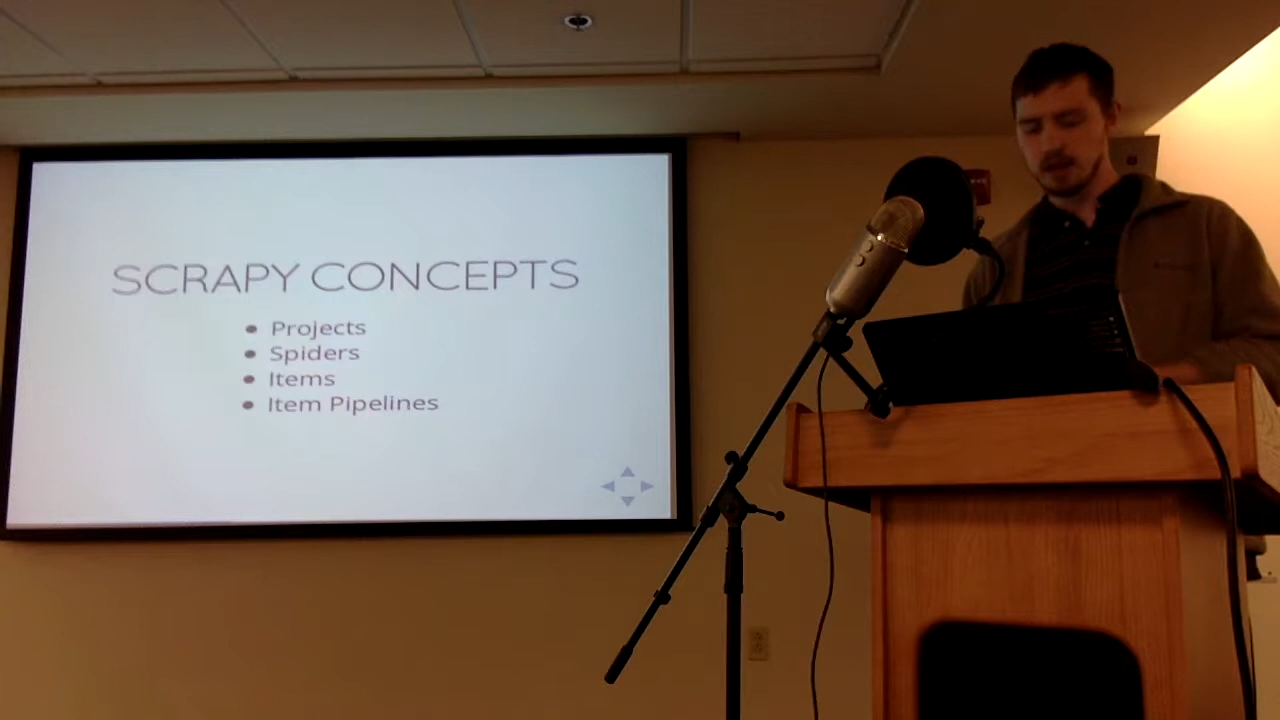 SCRAPY CONCEPTS
Projects
Spiders
Items
Item Pipelines